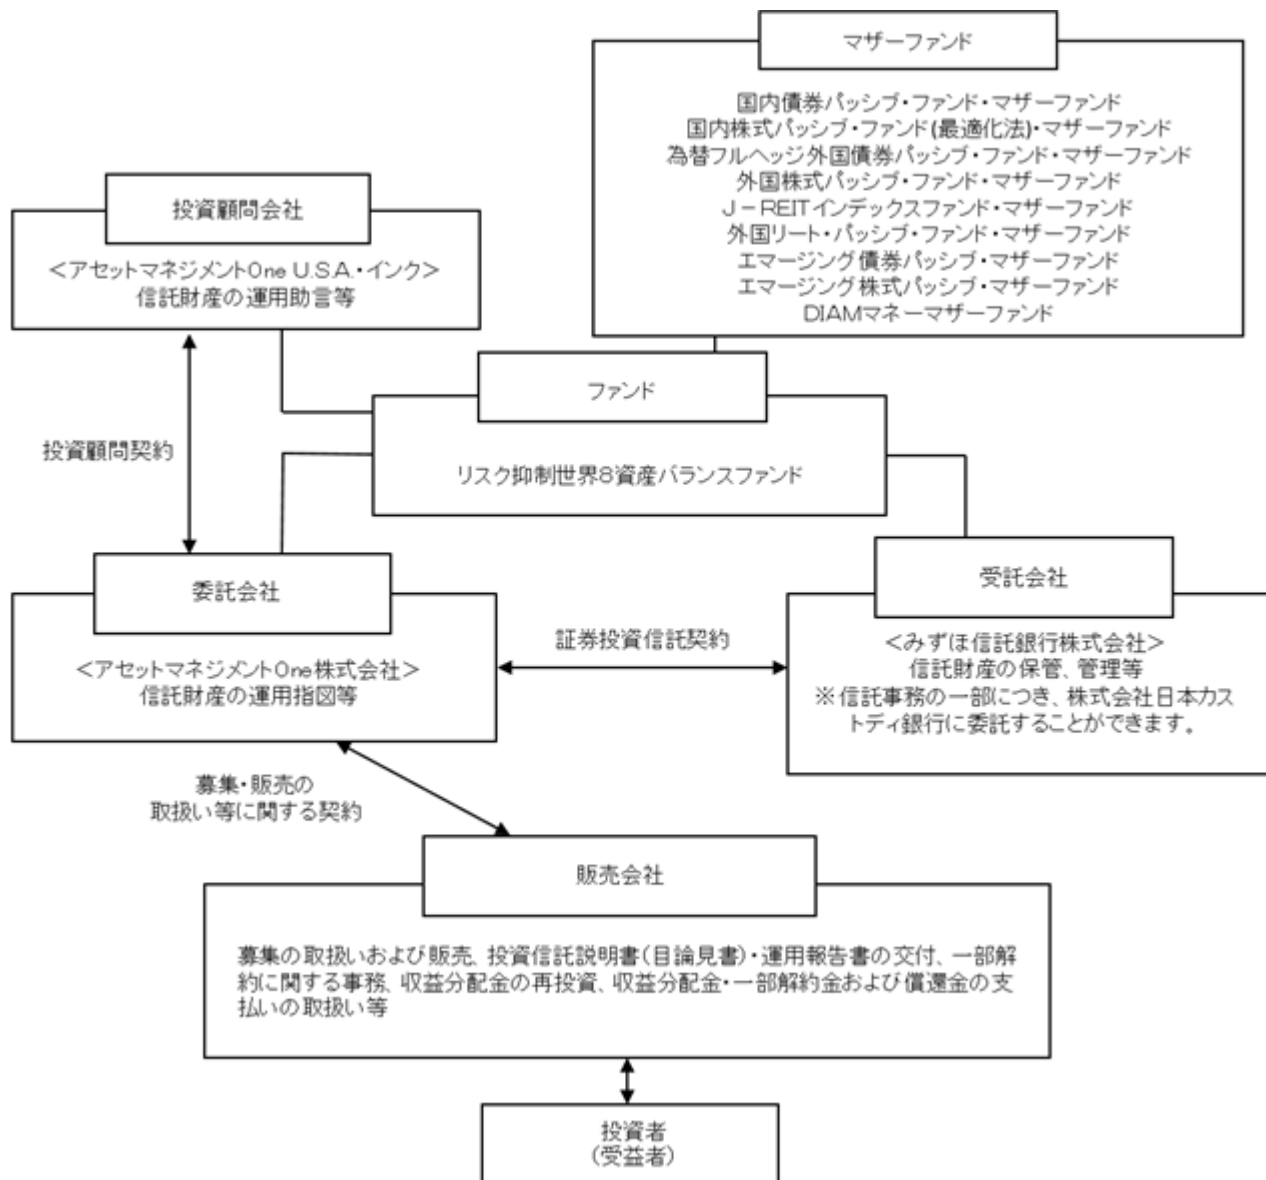 マザーファンド
国内債券パッシブ・ファンド・マザーファンド
国内株式パッシブ・ファンド(最適化法)・マザーファンド
為替フルヘッジ外国債券パッシブ・ファンド・マザーファンド
外国株式パッシブ・ファンド・マザーファンド
J－REITインデックスファンド・マザーファンド
外国リート・パッシブ・ファンド・マザーファンド
エマージング債券パッシブ・マザーファンド
エマージング株式パッシブ・マザーファンド
DIAMマネーマザーファンド
投資顧問会社
＜アセットマネジメントOne U.S.A.・インク＞
信託財産の運用助言等
ファンド
リスク抑制世界8資産バランスファンド
投資顧問契約
委託会社
＜アセットマネジメントOne株式会社＞
信託財産の運用指図等
証券投資信託契約
受託会社
＜みずほ信託銀行株式会社＞
信託財産の保管、管理等
※信託事務の一部につき、株式会社日本カス
トディ銀行に委託することができます。
募集・販売の
取扱い等に関する契約
販売会社
募集の取扱いおよび販売、投資信託説明書(目論見書)・運用報告書の交付、一部解
約に関する事務、収益分配金の再投資、収益分配金・一部解約金および償還金の支
払いの取扱い等
投資者
(受益者)